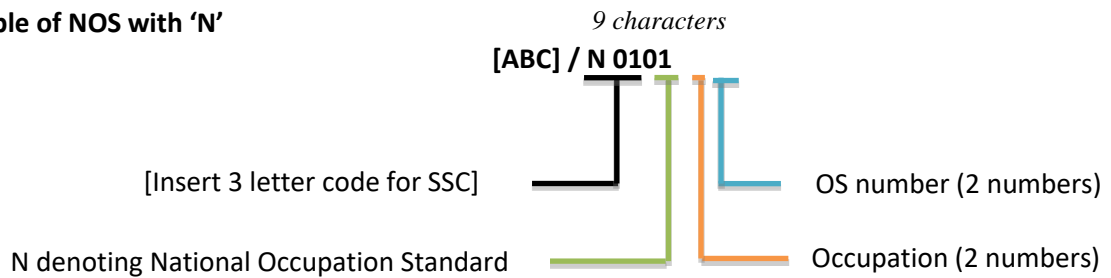 ple of NOS with ‘N’
9 characters
[ABC] / N 0101
[Insert 3 letter code for SSC]
OS number (2 numbers)
N denoting National Occupation Standard
Occupation (2 numbers)